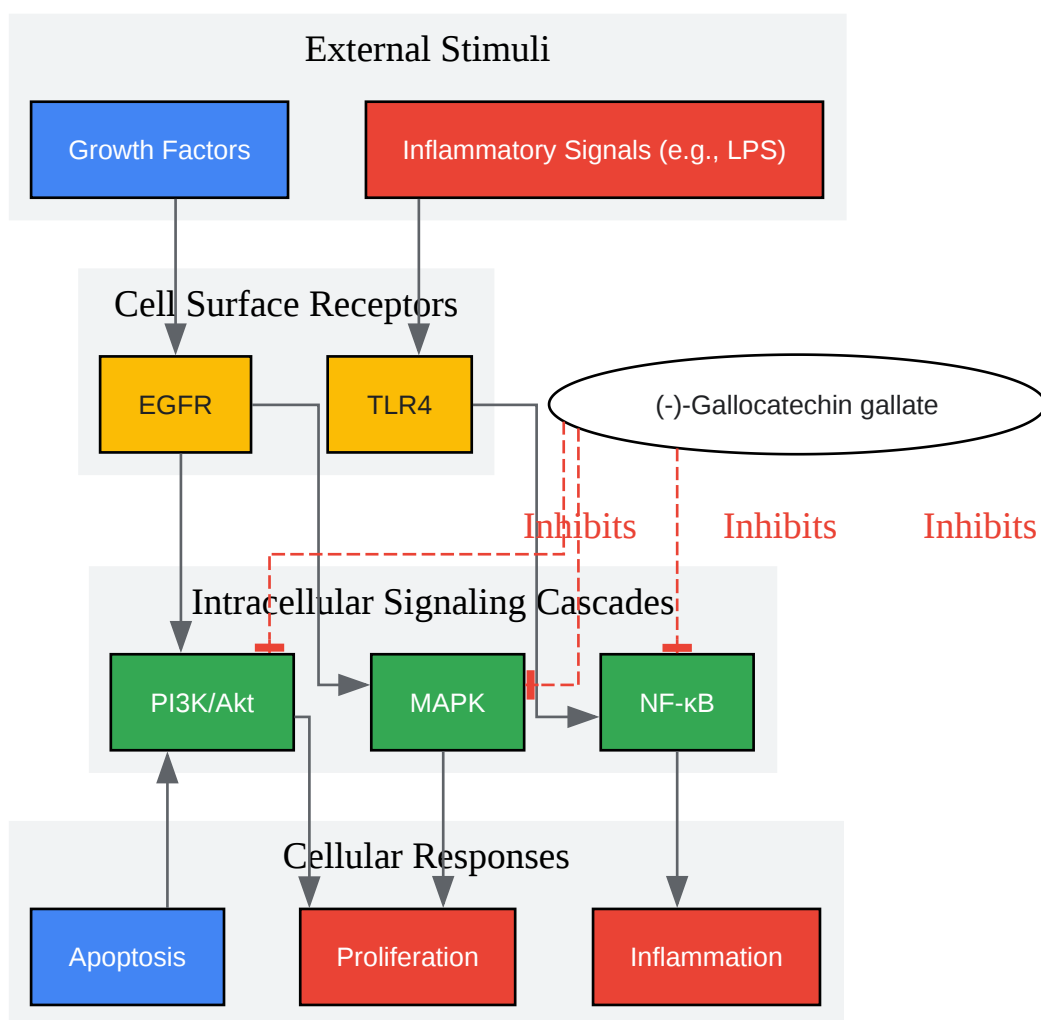 External Stimuli
Growth Factors
Inflammatory Signals (e.g., LPS)
Cell Surface Receptors
EGFR
TLR4
(-)-Gallocatechin gallate
Inhibits
Inhibits
Inhibits
Intracellular Signaling Cascades
PI3K/Akt
MAPK
NF-κB
Cellular Responses
Apoptosis
Proliferation
Inflammation